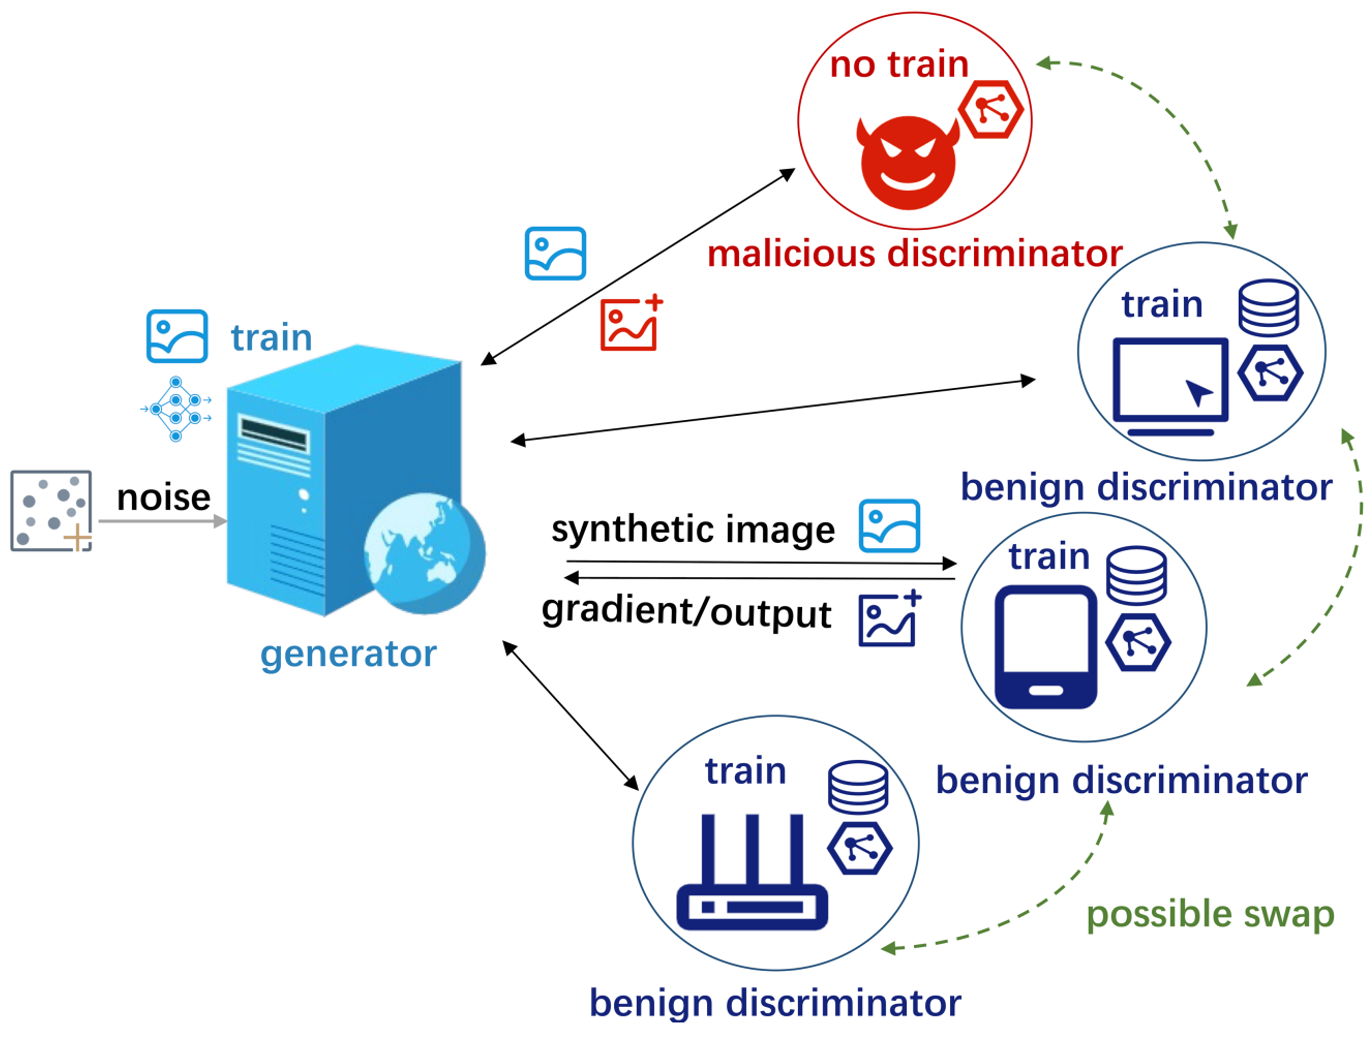 no train
malicious discriminator
train
train
benign discriminator
noise
synthetic image
train
gradient/output
generator
benign discriminator
train
possible swap
benign discriminator